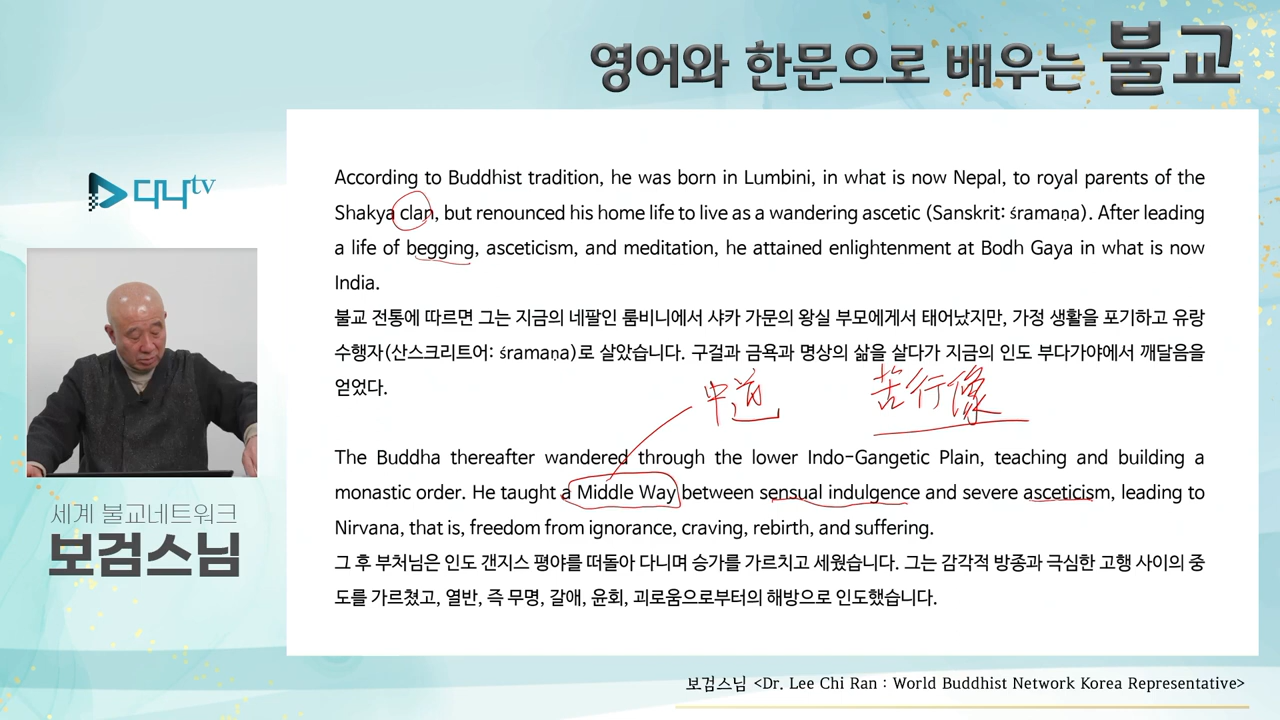 영어와 한문으로 배우는 불교
디나tv
According to Buddhist tradition, he was born in Lumbini, in what is now Nepal, to royal parents of the
Shakya clan, but renounced his home life to live as a wandering ascetic (Sanskrit: śramaṇa). After leading
a life of begging, asceticism, and meditation, he attained enlightenment at Bodh Gaya in what is now
India.
불교 전통에 따르면 그는 지금의 네팔인 룸비니에서 샤카 가문의 왕실 부모에게서 태어났지만, 가정 생활을 포기하고 유랑
수행자(산스크리트어: śramaṇa)로 살았습니다. 구걸과 금욕과 명상의 삶을 살다가 지금의 인도 부다가야에서 깨달음을
얻었다.
中道 苦行像
The Buddha thereafter wandered through the lower Indo-Gangetic Plain, teaching and building a
monastic order. He taught a Middle Way between sensual indulgence and severe asceticism, leading to
Nirvana, that is, freedom from ignorance, craving, rebirth, and suffering.
그 후 부처님은 인도 갠지스 평야를 떠돌아 다니며 승가를 가르치고 세웠습니다. 그는 감각적 방종과 극심한 고행 사이의 중
도를 가르쳤고, 열반, 즉 무명, 갈애, 윤회, 괴로움으로부터의 해방으로 인도했습니다.
세계 불교네트워크
보검스님
보검스님 <Dr. Lee Chi Ran : World Buddhist Network Korea Representative>